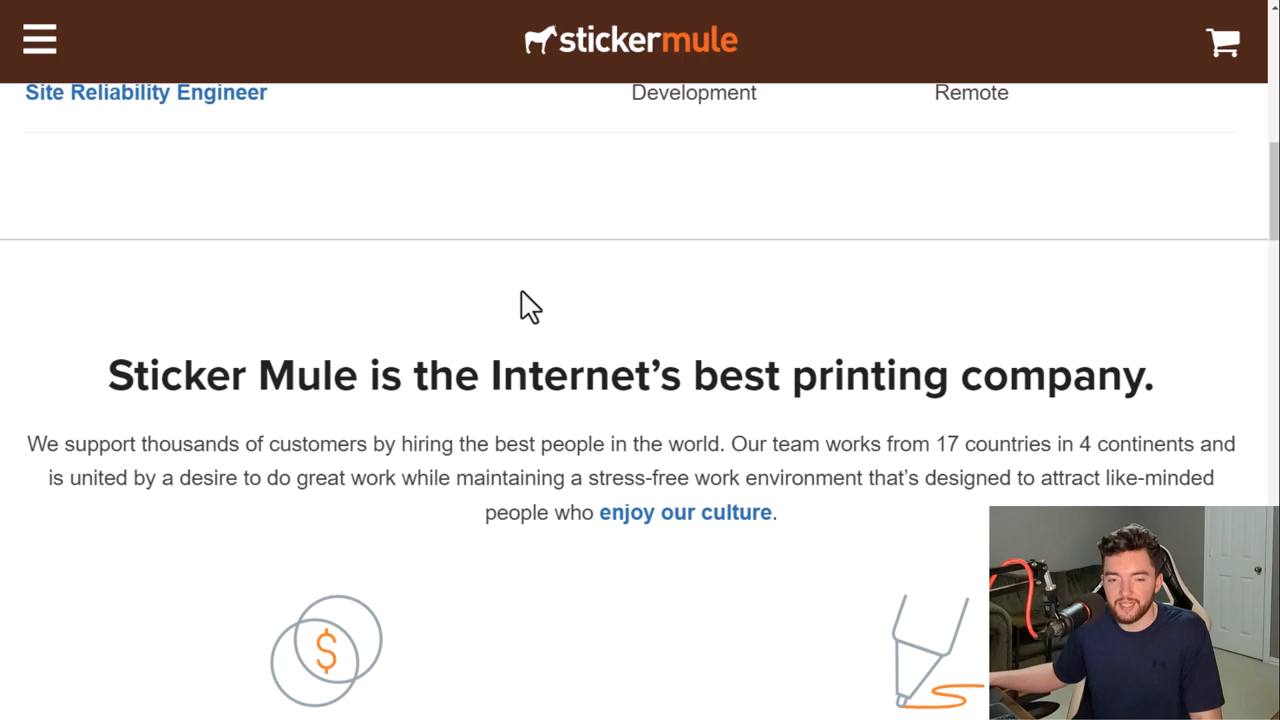 stickermule
Site Reliability Engineer Development Remote
Sticker Mule is the Internet’s best printing company.
We support thousands of customers by hiring the best people in the world. Our team works from 17 countries in 4 continents and
is united by a desire to do great work while maintaining a stress-free work environment that’s designed to attract like-minded
people who enjoy our culture.
$